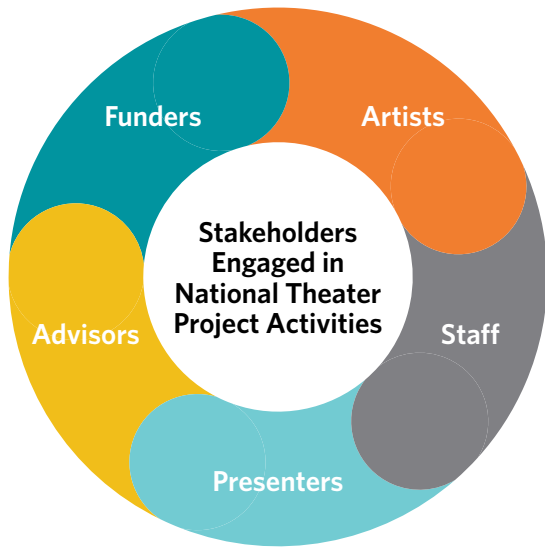 Funders
Artists
Stakeholders
Engaged in
National Theater
Project Activities
Advisors
Staff
Presenters